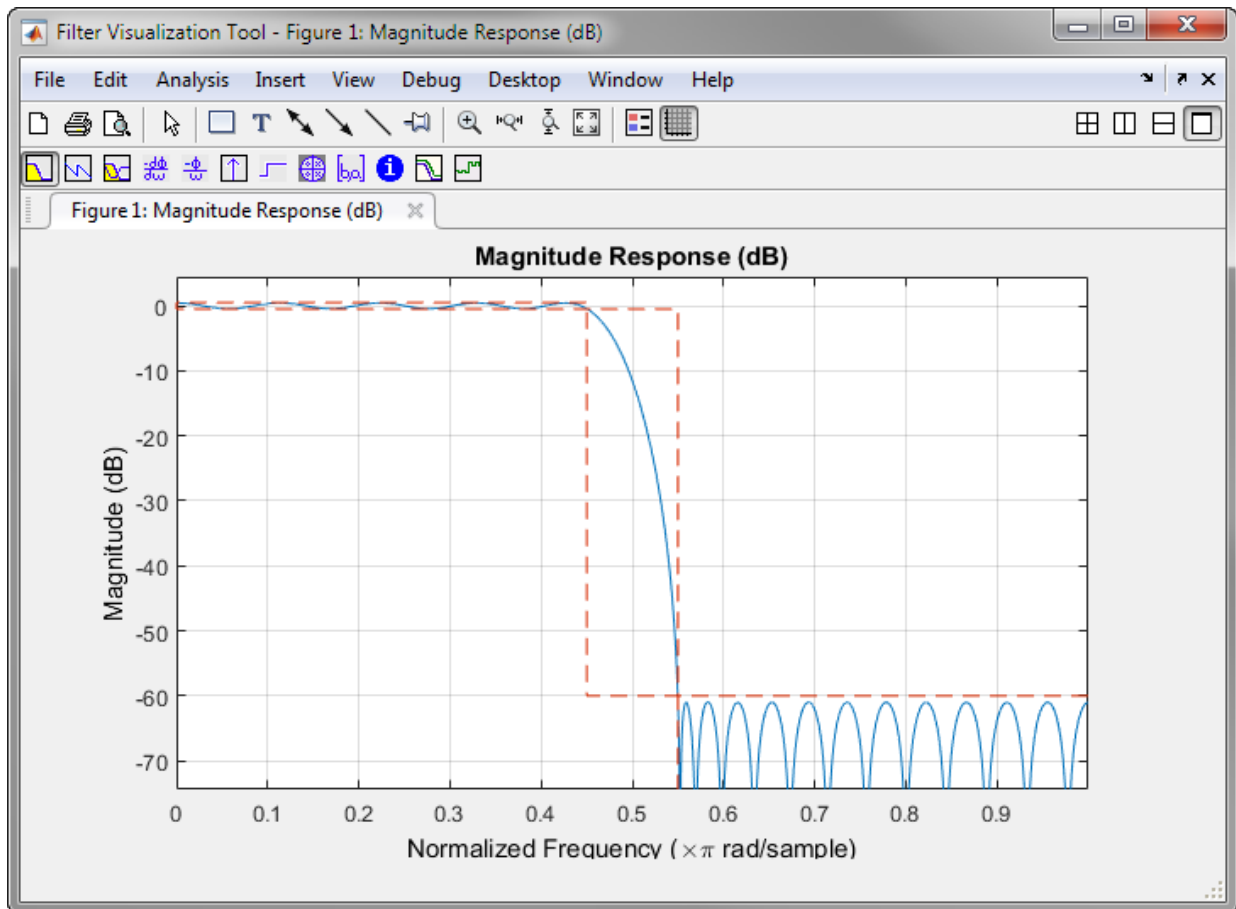 Filter Visualization Tool - Figure 1: Magnitude Response (dB)
File Edit Analysis Insert View Debug Desktop Window Help
T
[b,a] i
Figure 1: Magnitude Response (dB)
Magnitude Response (dB)
Magnitude (dB)
0
-10
-20
-30
-40
-50
-60
-70
0 0.1 0.2 0.3 0.4 0.5 0.6 0.7 0.8 0.9
Normalized Frequency (×π rad/sample)